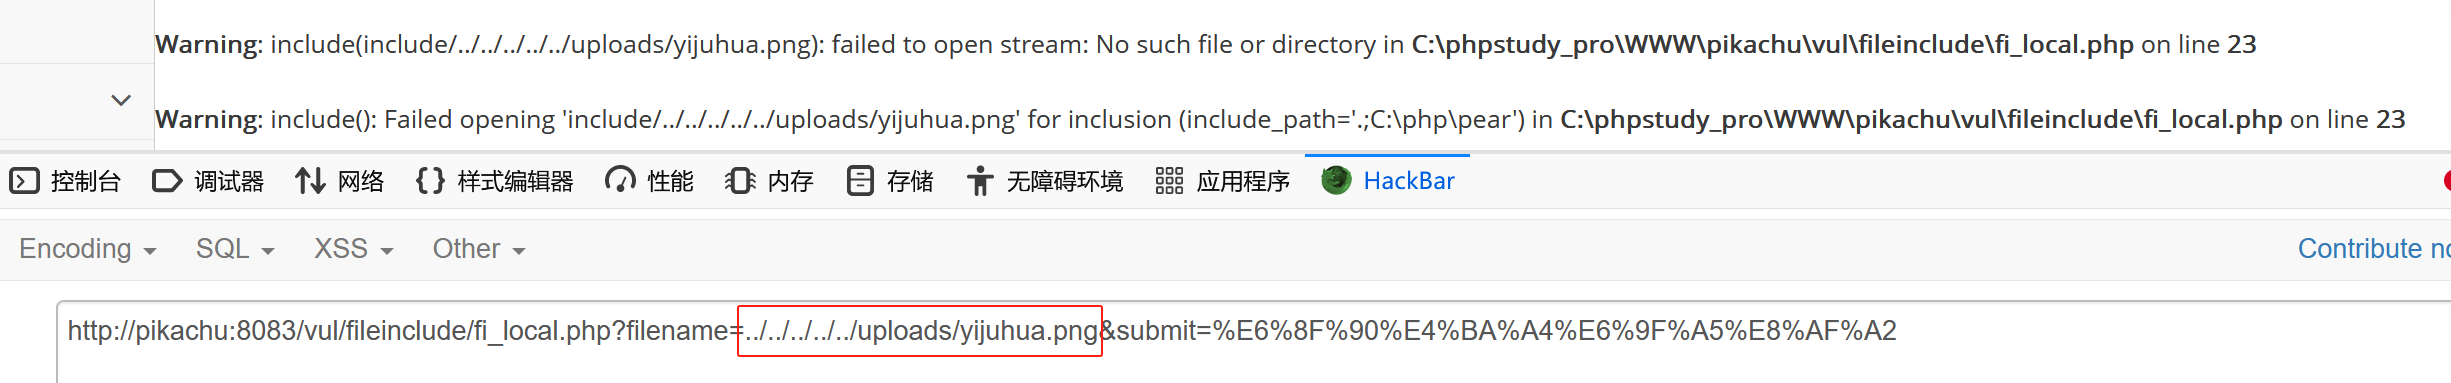 Warning: include(include/../../../../../uploads/yijuhua.png): failed to open stream: No such file or directory in C:\phpstudy_pro\WWW\pikachu\vul\fileinclude\fi_local.php on line 23
Warning: include(): Failed opening 'include/../../../../../uploads/yijuhua.png' for inclusion (include_path='.;C:\php\pear') in C:\phpstudy_pro\WWW\pikachu\vul\fileinclude\fi_local.php on line 23
控制台 调试器 网络 样式编辑器 性能 内存 存储 无障碍环境 应用程序 HackBar
Encoding SQL XSS Other Contribute
http://pikachu:8083/vul/fileinclude/fi_local.php?filename=../../../../../uploads/yijuhua.png&submit=%E6%8F%90%E4%BA%A4%E6%9F%A5%E8%AF%A2